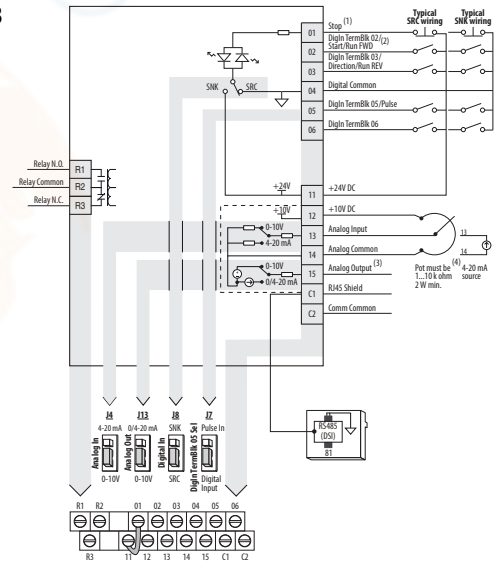 3
Typical SRC wiring
Typical SNK wiring
01 Stop (1)
02 DigIn TermBlk 02/ Start/Run FWD (2)
03 DigIn TermBlk 03/ Direction/Run REV
04 Digital Common
05 DigIn TermBlk 05/Pulse
06 DigIn TermBlk 06
SNK
SRC
Relay N.O.
R1
Relay Common
R2
Relay N.C.
R3
+24V
11 +24V DC
+10V
12 +10V DC
0-10V
4-20 mA
13 Analog Input
14 Analog Common
0-10V
0/4-20 mA
15 Analog Output (3)
C1 RJ45 Shield
C2 Comm Common
13
14
Pot must be (4)
1...10 k ohm
2 W min.
4-20 mA
source
J4
4-20 mA
Analog In
0-10V
J13
0/4-20 mA
Analog Out
0-10V
J8
SNK
Digital In
SRC
J7
Pulse In
DigIn TermBlk 05 Sel
Digital
Input
RS485
(DSI)
81
R1 R2 01 02 03 04 05 06
R3 11 12 13 14 15 C1 C2